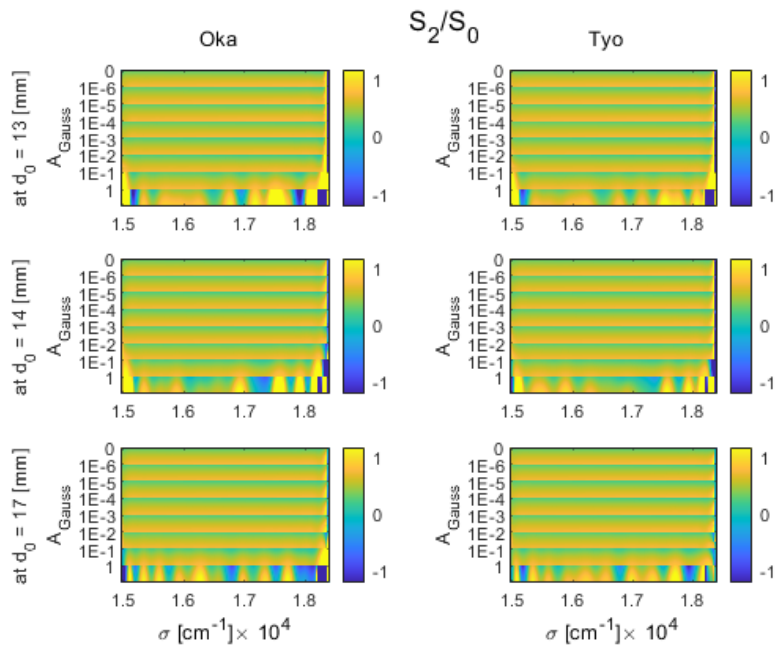 S2/S0
Oka Tyo
at d0 = 13 [mm]
AGauss
0
1E-6
1E-5
1E-4
1E-3
1E-2
1E-1
1
1.5 1.6 1.7 1.8
1
0
-1
AGauss
0
1E-6
1E-5
1E-4
1E-3
1E-2
1E-1
1
1.5 1.6 1.7 1.8
1
0
-1
at d0 = 14 [mm]
AGauss
0
1E-6
1E-5
1E-4
1E-3
1E-2
1E-1
1
1.5 1.6 1.7 1.8
1
0
-1
AGauss
0
1E-6
1E-5
1E-4
1E-3
1E-2
1E-1
1
1.5 1.6 1.7 1.8
1
0
-1
at d0 = 17 [mm]
AGauss
0
1E-6
1E-5
1E-4
1E-3
1E-2
1E-1
1
1.5 1.6 1.7 1.8
σ [cm-1]× 10^4
1
0
-1
AGauss
0
1E-6
1E-5
1E-4
1E-3
1E-2
1E-1
1
1.5 1.6 1.7 1.8
σ [cm-1]× 10^4
1
0
-1